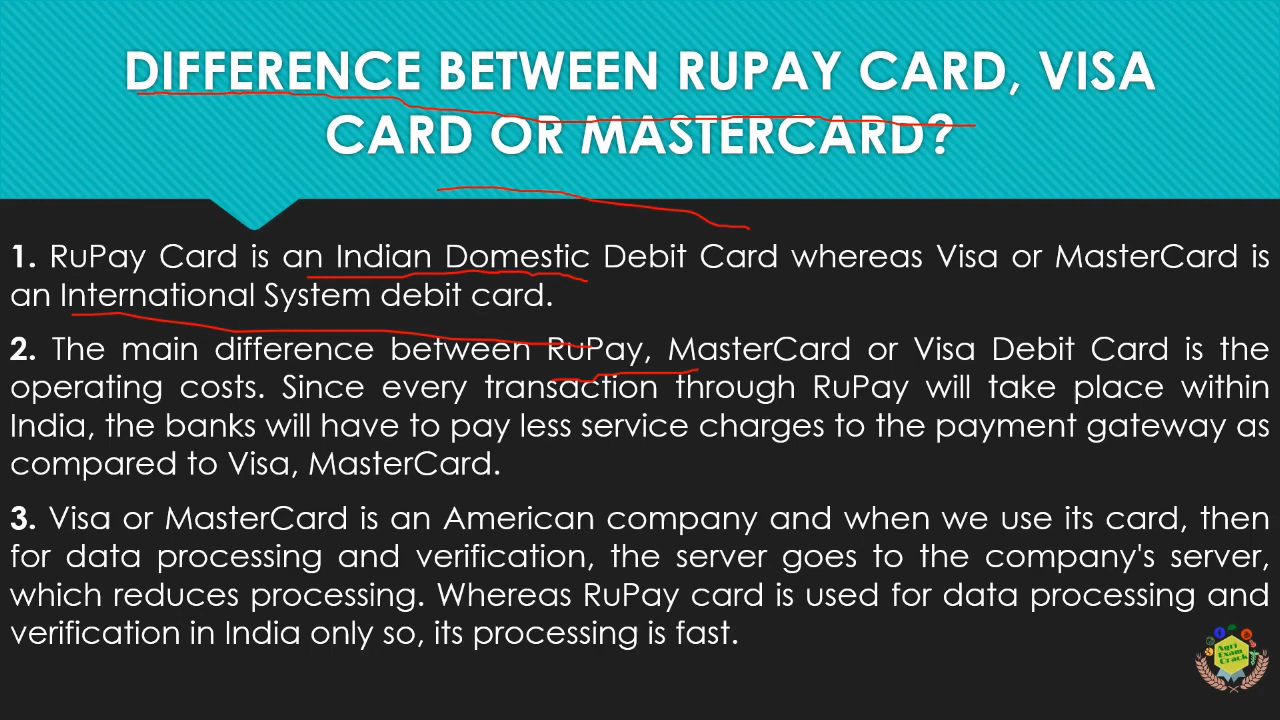 DIFFERENCE BETWEEN RUPAY CARD, VISA
CARD OR MASTERCARD?
1. RuPay Card is an Indian Domestic Debit Card whereas Visa or MasterCard is
an International System debit card.
2. The main difference between RuPay, MasterCard or Visa Debit Card is the
operating costs. Since every transaction through RuPay will take place within
India, the banks will have to pay less service charges to the payment gateway as
compared to Visa, MasterCard.
3. Visa or MasterCard is an American company and when we use its card, then
for data processing and verification, the server goes to the company's server,
which reduces processing. Whereas RuPay card is used for data processing and
verification in India only so, its processing is fast.
Agri
Exam
Crack